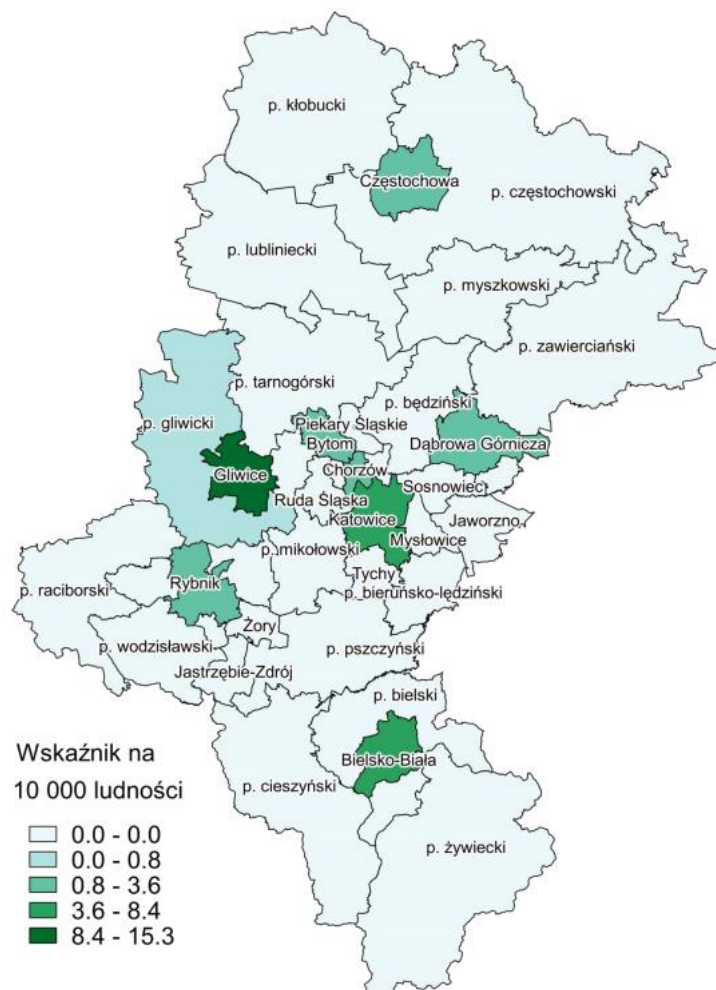 p. kłobucki
Częstochowa
p. częstochowski
p. lubliniecki
p. myszkowski
p. zawierciański
p. tarnogórski
p. będziński
p. gliwicki
Piekary Śląskie
Bytom
Dąbrowa Górnicza
Chorzów
Gliwice
Sosnowiec
Ruda Śląska
Katowice
Jaworzno
Mysłowice
p. mikołowski
Tychy
Rybnik
p. raciborski
p. bieruńsko-lędziński
Żory
p. wodzisławski
p. pszczyński
Jastrzębie-Zdrój
p. bielski
Bielsko-Biała
p. cieszyński
p. żywiecki
Wskaźnik na
10 000 ludności
0.0 - 0.0
0.0 - 0.8
0.8 - 3.6
3.6 - 8.4
8.4 - 15.3